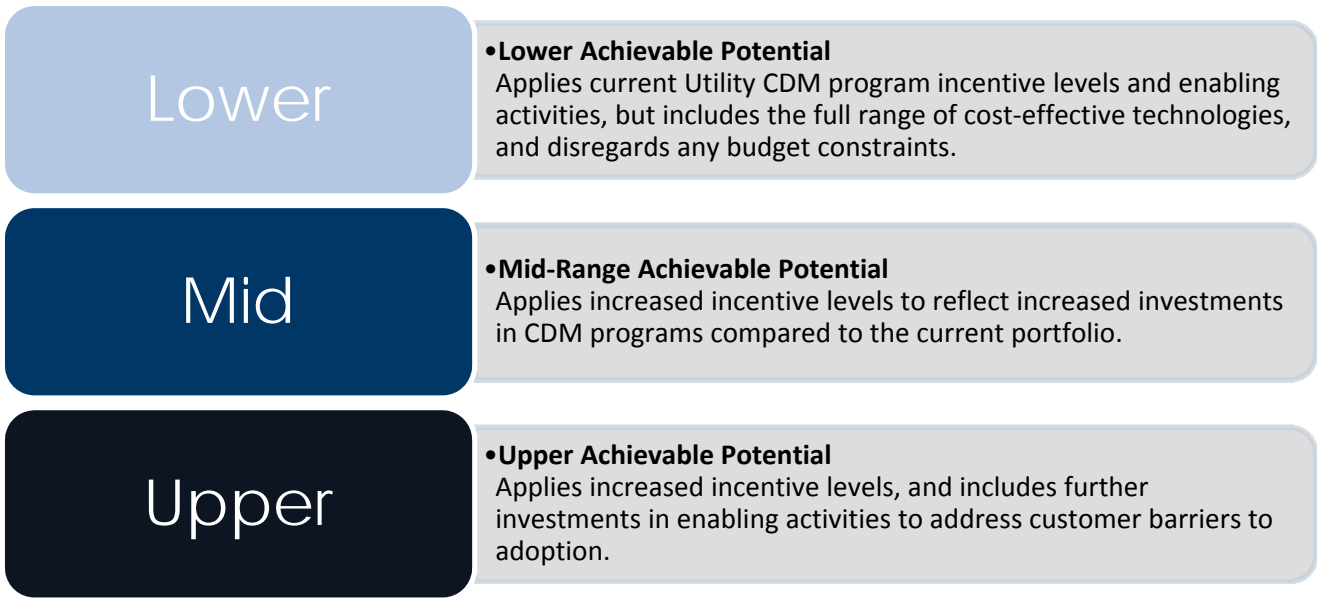 Lower
•Lower Achievable Potential
Applies current Utility CDM program incentive levels and enabling
activities, but includes the full range of cost-effective technologies,
and disregards any budget constraints.
Mid
•Mid-Range Achievable Potential
Applies increased incentive levels to reflect increased investments
in CDM programs compared to the current portfolio.
Upper
•Upper Achievable Potential
Applies increased incentive levels, and includes further
investments in enabling activities to address customer barriers to
adoption.